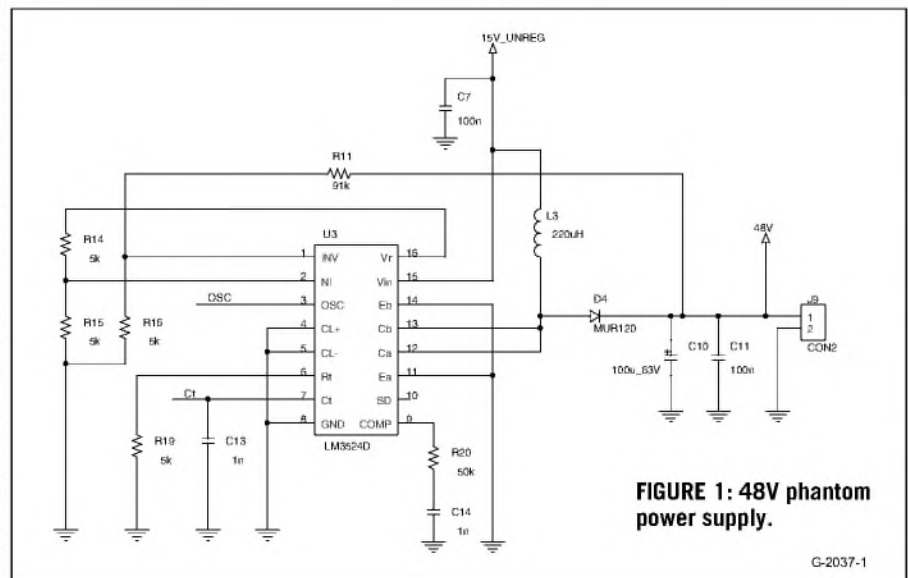 15V_UNREG
C7
100n
R11
91k
L3
220uH
48V
R14
5k
U3
1 INV Vr 16
2 NI Vin 15
OSC 3 OSC Eb 14
4 CL+ Cb 13
5 CL- Ca 12
6 Rt Ea 11
Ct 7 Ct SD 10
8 GND COMP 9
LM3524D
R15
5k
R16
5k
D4
MUR120
J9
1
2
CON2
C10
100u_63V
C11
100n
R19
5k
C13
1n
R20
50k
C14
1n
FIGURE 1: 48V phantom
power supply.
G-2037-1